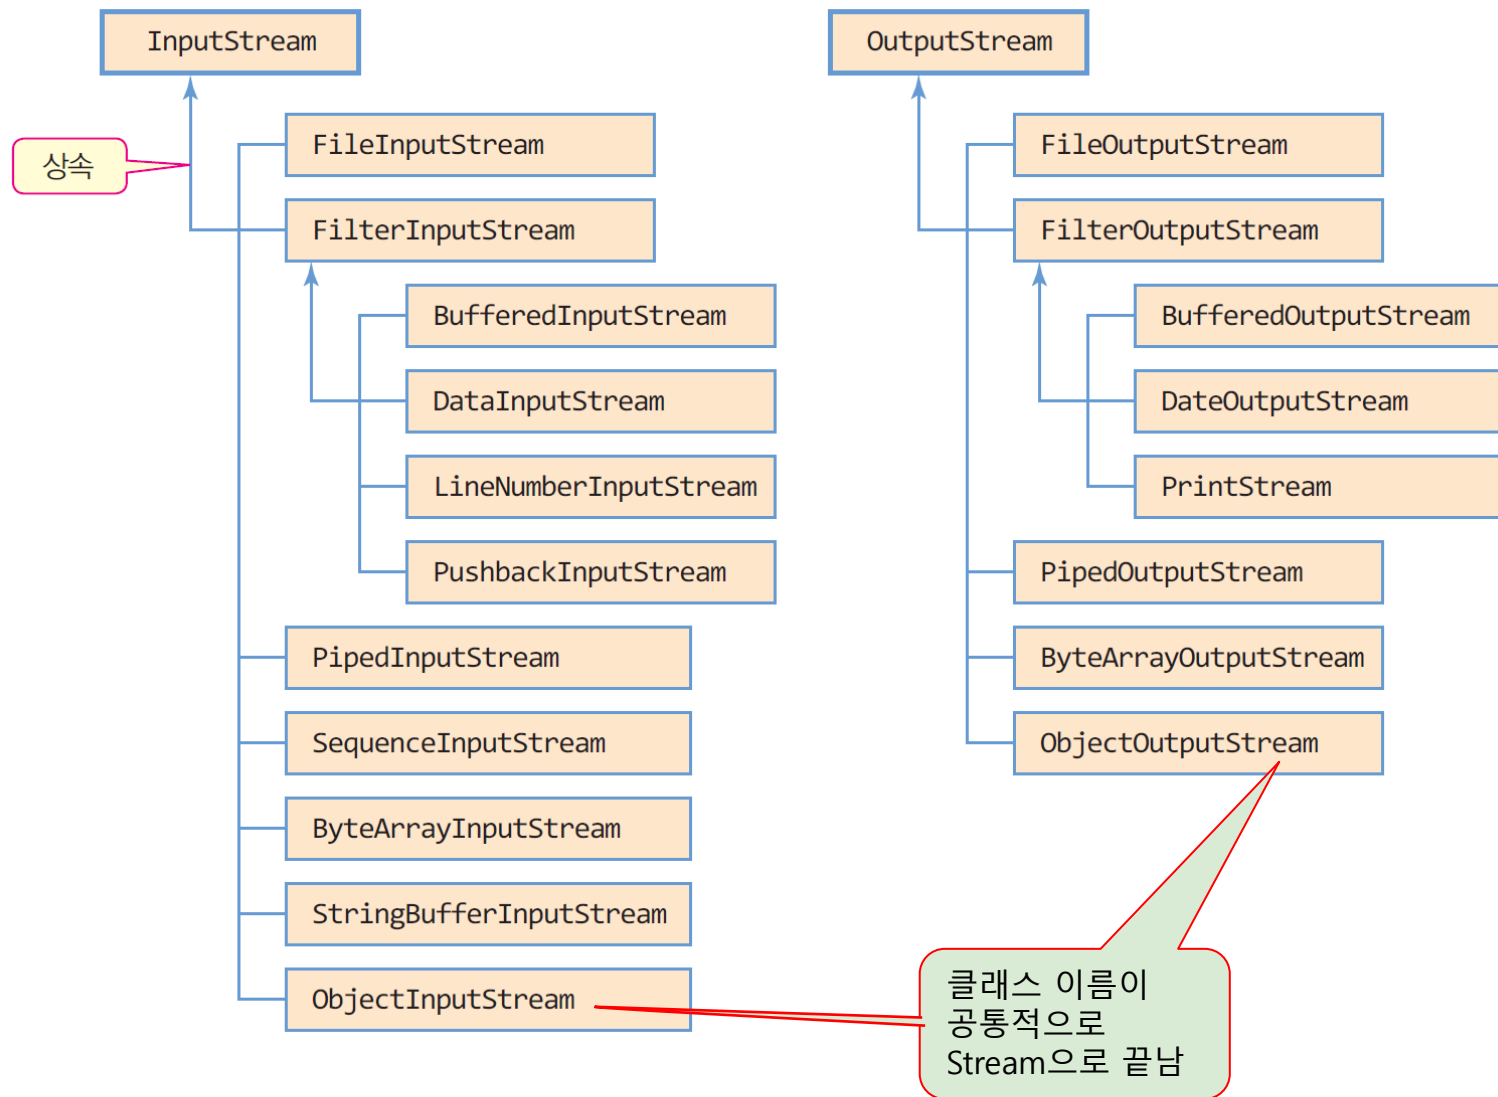 InputStream
상속
FileInputStream
FilterInputStream
BufferedInputStream
DataInputStream
LineNumberInputStream
PushbackInputStream
PipedInputStream
SequenceInputStream
ByteArrayInputStream
StringBufferInputStream
ObjectInputStream
OutputStream
FileOutputStream
FilterOutputStream
BufferedOutputStream
DateOutputStream
PrintStream
PipedOutputStream
ByteArrayOutputStream
ObjectOutputStream
클래스 이름이
공통적으로
Stream으로 끝남